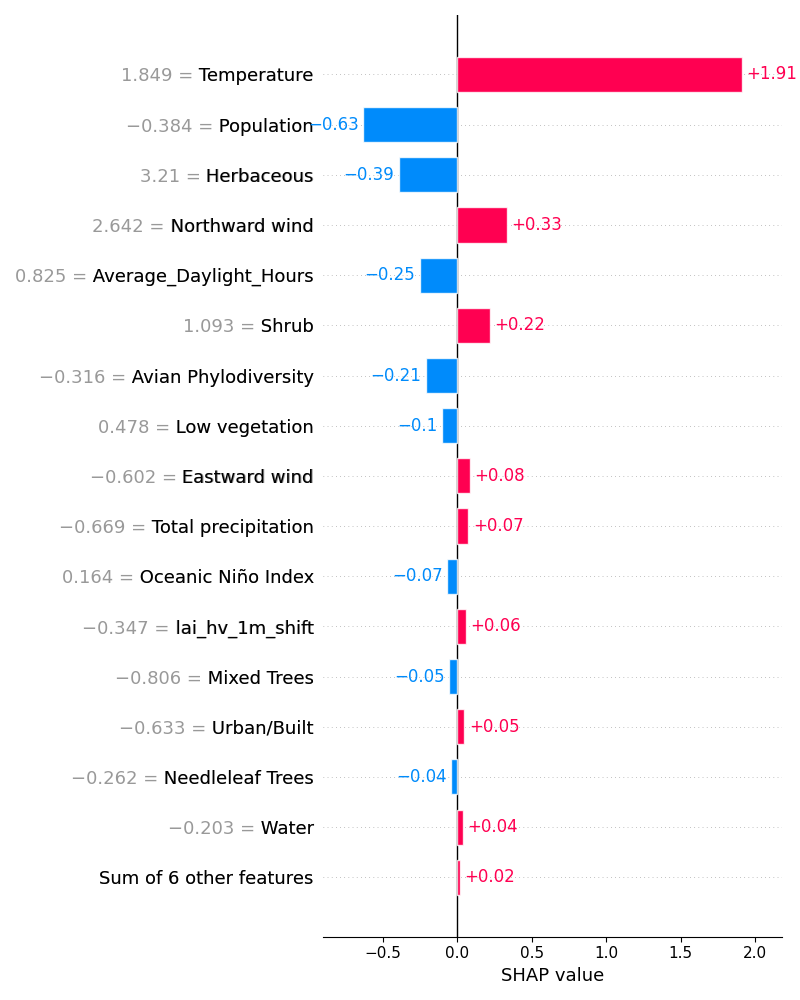 1.849 = Temperature +1.91
−0.384 = Population −0.63
3.21 = Herbaceous −0.39
2.642 = Northward wind +0.33
0.825 = Average_Daylight_Hours −0.25
1.093 = Shrub +0.22
−0.316 = Avian Phylodiversity −0.21
0.478 = Low vegetation −0.1
−0.602 = Eastward wind +0.08
−0.669 = Total precipitation +0.07
0.164 = Oceanic Niño Index −0.07
−0.347 = lai_hv_1m_shift +0.06
−0.806 = Mixed Trees −0.05
−0.633 = Urban/Built +0.05
−0.262 = Needleleaf Trees −0.04
−0.203 = Water +0.04
Sum of 6 other features +0.02
−0.5 0.0 0.5 1.0 1.5 2.0
SHAP value